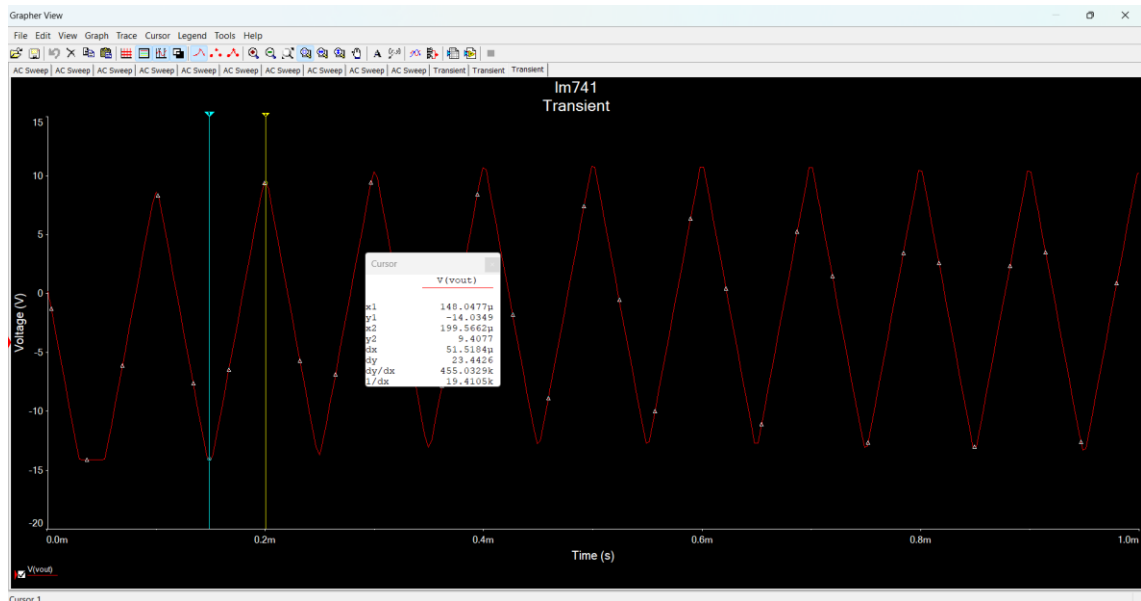 Grapher View
File Edit View Graph Trace Cursor Legend Tools Help
AC Sweep AC Sweep AC Sweep AC Sweep AC Sweep AC Sweep AC Sweep AC Sweep AC Sweep AC Sweep Transient Transient Transient
lm741
Transient
Voltage (V)
15
10
5
0
-5
-10
-15
-20
Cursor
V(vout)
x1 148.0477µ
y1 -14.0349
x2 199.5662µ
y2 9.4077
dx 51.5184µ
dy 23.4426
dy/dx 455.0329k
1/dx 19.4105k
0.0m 0.2m 0.4m 0.6m 0.8m 1.0m
Time (s)
V(vout)
Cursor 1